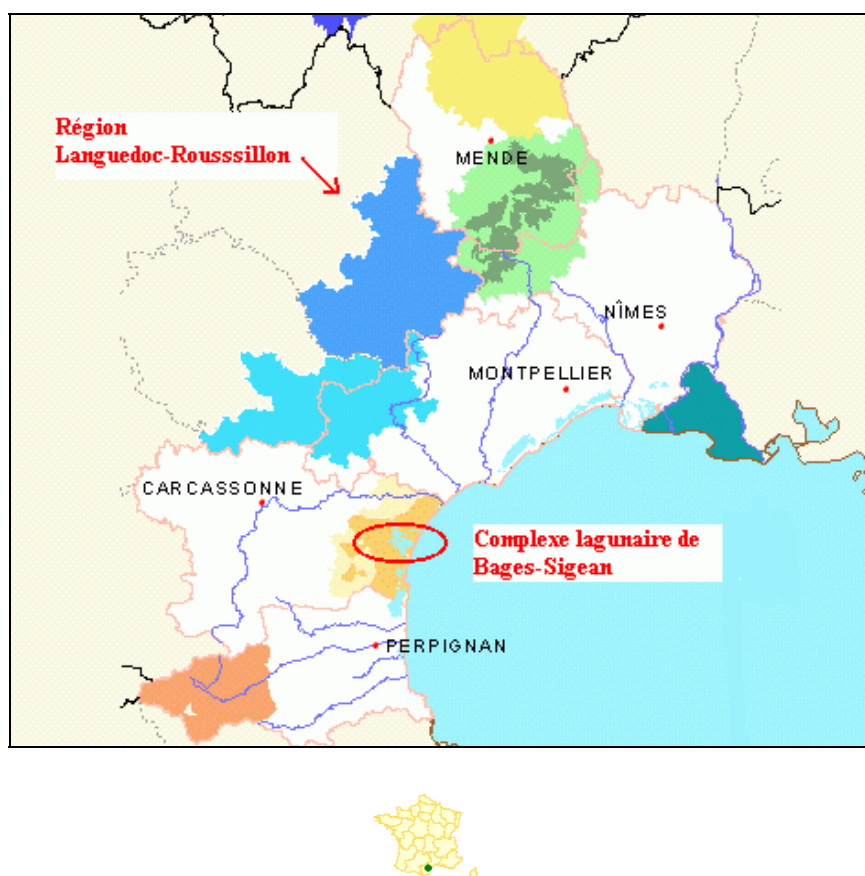 Région
Languedoc-Rousssillon
MENDE
NÎMES
MONTPELLIER
CARCASSONNE
Complexe lagunaire de
Bages-Sigean
PERPIGNAN